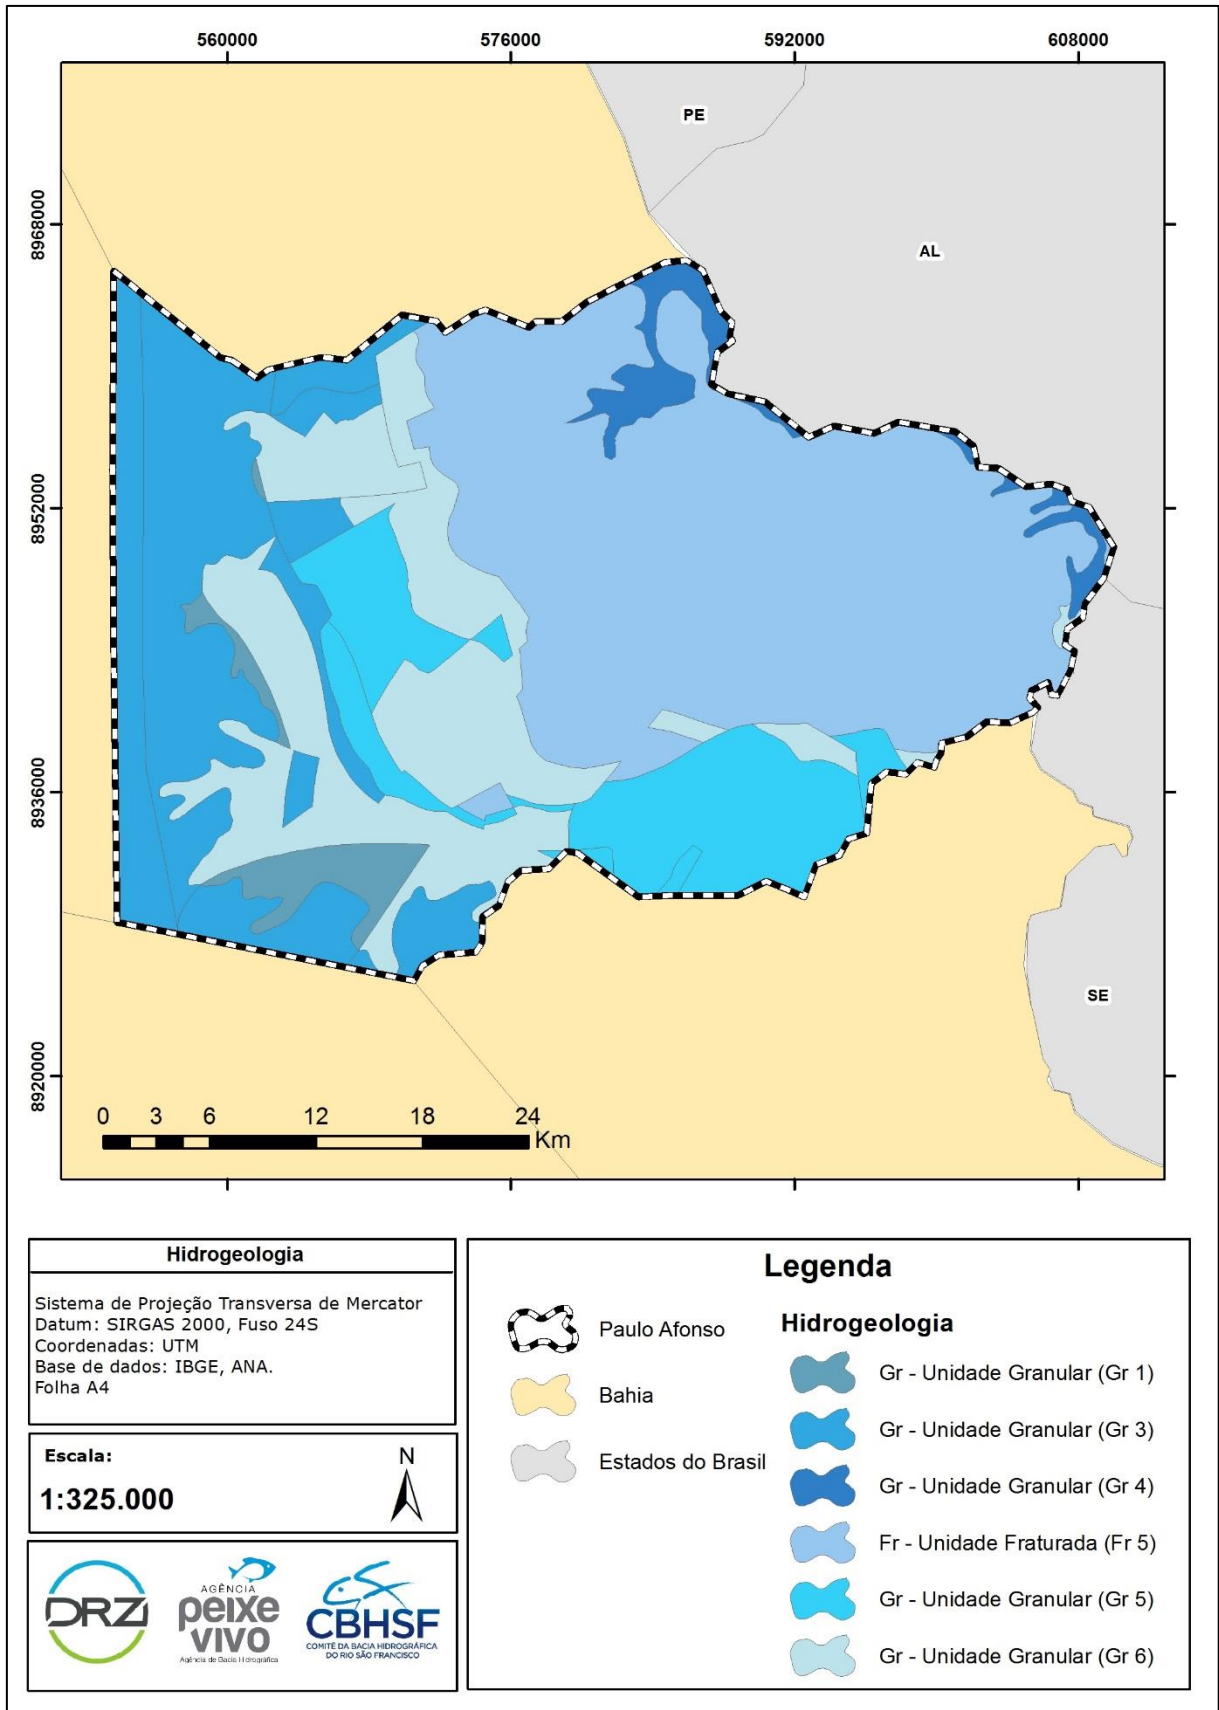 560000
576000
592000
608000
PE
8968000
AL
8952000
8936000
SE
8920000
0 3 6 12 18 24
Km
Hidrogeologia
Sistema de Projeção Transversa de Mercator
Datum: SIRGAS 2000, Fuso 24S
Coordenadas: UTM
Base de dados: IBGE, ANA.
Folha A4
Escala:
1:325.000
N
DRZ
AGÊNCIA
peixe
vivo
Agência de Bacia Hidrográfica
CBHSF
COMITÊ DA BACIA HIDROGRÁFICA
DO RIO SÃO FRANCISCO
Legenda
Paulo Afonso
Bahia
Estados do Brasil
Hidrogeologia
Gr - Unidade Granular (Gr 1)
Gr - Unidade Granular (Gr 3)
Gr - Unidade Granular (Gr 4)
Fr - Unidade Fraturada (Fr 5)
Gr - Unidade Granular (Gr 5)
Gr - Unidade Granular (Gr 6)